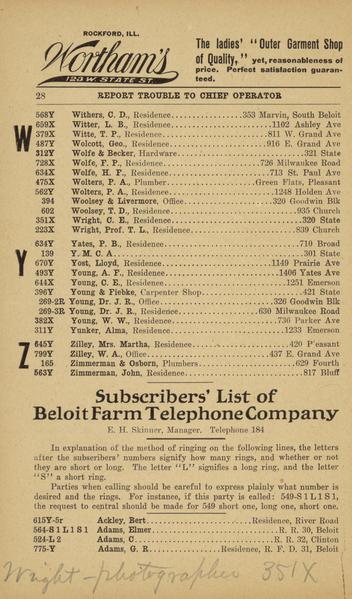 ROCKFORD, ILL.
Wortham's
123 W. STATE ST.
The ladies' "Outer Garment Shop
of Quality," yet, reasonableness of
price. Perfect satisfaction guaran-
teed.
28 REPORT TROUBLE TO CHIEF OPERATOR
W
568Y Withers, C. D., Residence....................353 Marvin, South Beloit
659X Witter, L. B., Residence....................1102 Ashley Ave
379X Witte, T. P., Residence....................811 W. Grand Ave
487Y Wolcott, Geo., Residence....................916 E. Grand Ave
312Y Wolfe & Becker, Hardware....................321 State
728X Wolfe, F. P., Residence....................726 Milwaukee Road
634X Wolfe, H. F., Residence....................713 St. Paul Ave
475X Wolters, P. A., Plumber....................Green Flats, Pleasant
562Y Wolters, P. A., Residence....................1248 Holden Ave
394 Woolsey & Livermore, Office....................320 Goodwin Blk
602 Woolsey, T. D., Residence....................935 Church
351X Wright, C. E., Residence....................320 State
223X Wright, Prof. T. L., Residence....................839 Church
Y
634Y Yates, P. B., Residence....................710 Broad
139 Y. M. C. A.....................301 State
670Y Yost, Lloyd, Residence....................1149 Prairie Ave
493Y Young, A. F., Residence....................1406 Yates Ave
644X Young, C. E., Residence....................1251 Emerson
396Y Young & Fiebke, Carpenter Shop....................421 State
269-2R Young, Dr. J. R., Office....................326 Goodwin Blk
269-3R Young, Dr. J. R., Residence....................630 Milwaukee Road
382X Young, W. W., Residence....................736 Parker Ave
311Y Yunker, Alma, Residence....................1233 Emerson
Z
645Y Zilley, Mrs. Martha, Residence....................420 Pleasant
799Y Zilley, W. A., Office....................437 E. Grand Ave
165 Zimmerman & Osborn, Plumbers....................629 Fourth
563Y Zimmerman, John, Residence....................817 Bluff
Subscribers' List of
Beloit Farm Telephone Company
E. H. Skinner, Manager. Telephone 184
In explanation of the method of ringing on the following lines, the letters
after the subscribers' numbers signify how many rings, and whether or not
they are short or long. The letter "L" signifies a long ring, and the letter
"S" a short ring.
Parties when calling should be careful to express plainly what number is
desired and the rings. For instance, if this party is called: 549-S 1 L 1 S 1,
the request to central should be made for 549 short one, long one, short one.
615Y-5r Ackley, Bert....................Residence, River Road
564-S 1 L 1 S 1 Adams, Elmer....................R. R. 30, Beloit
524-L 2 Adams, C....................R. R. 32, Clinton
775-Y Adams, G. R....................Residence, R. F. D. 31, Beloit
Wright - photographer 351X